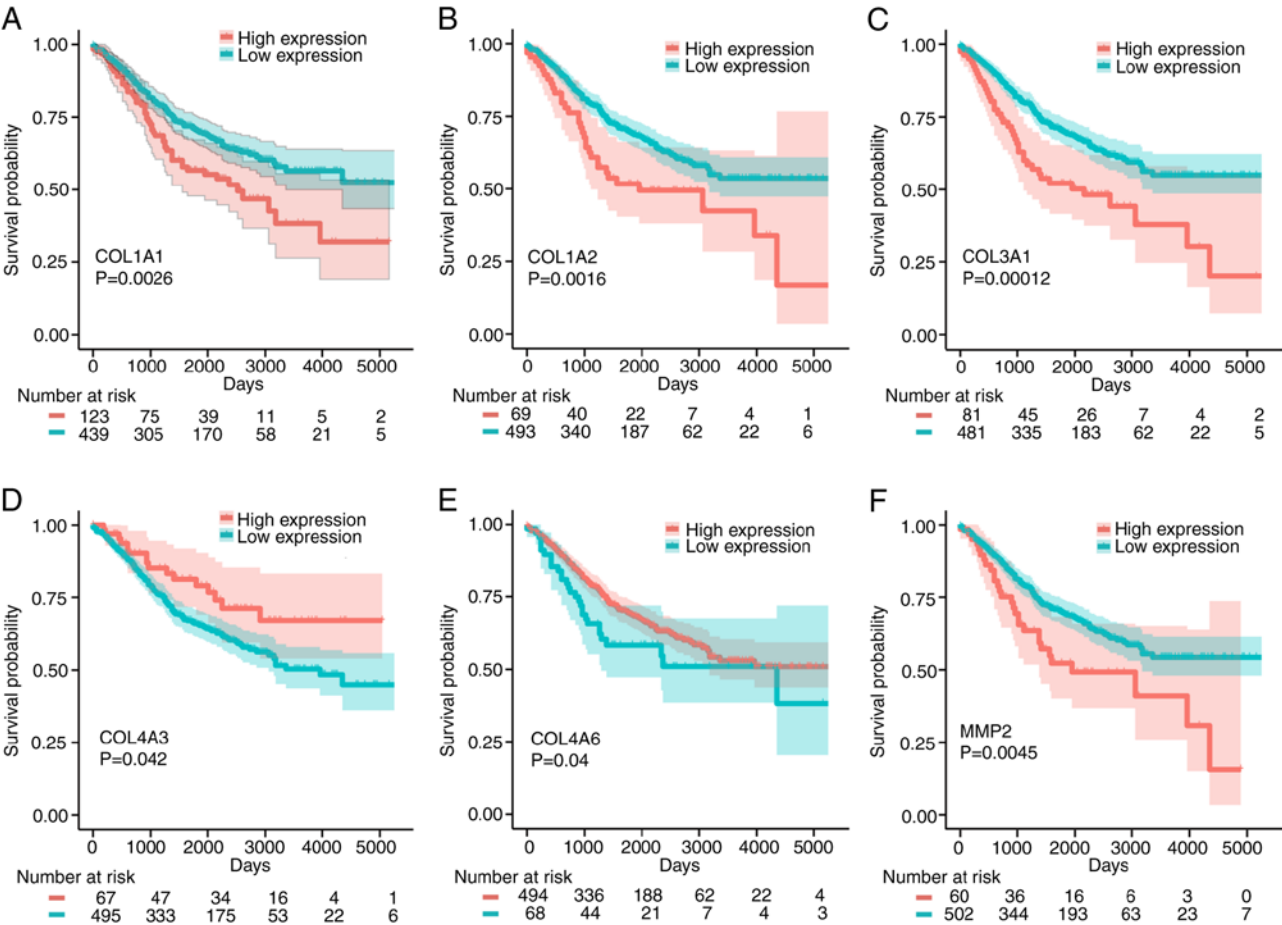 A
High expression
Low expression
1.00
0.75
0.50
0.25
0.00
Survival probability
COL1A1
P=0.0026
0 1000 2000 3000 4000 5000
Days
Number at risk
123 75 39 11 5 2
439 305 170 58 21 5
B
High expression
Low expression
1.00
0.75
0.50
0.25
0.00
Survival probability
COL1A2
P=0.0016
0 1000 2000 3000 4000 5000
Days
Number at risk
69 40 22 7 4 1
493 340 187 62 22 6
C
High expression
Low expression
1.00
0.75
0.50
0.25
0.00
Survival probability
COL3A1
P=0.00012
0 1000 2000 3000 4000 5000
Days
Number at risk
81 45 26 7 4 2
481 335 183 62 22 5
D
High expression
Low expression
1.00
0.75
0.50
0.25
0.00
Survival probability
COL4A3
P=0.042
0 1000 2000 3000 4000 5000
Days
Number at risk
67 47 34 16 4 1
495 333 175 53 22 6
E
High expression
Low expression
1.00
0.75
0.50
0.25
0.00
Survival probability
COL4A6
P=0.04
0 1000 2000 3000 4000 5000
Days
Number at risk
494 336 188 62 22 4
68 44 21 7 4 3
F
High expression
Low expression
1.00
0.75
0.50
0.25
0.00
Survival probability
MMP2
P=0.0045
0 1000 2000 3000 4000 5000
Days
Number at risk
60 36 16 6 3 0
502 344 193 63 23 7